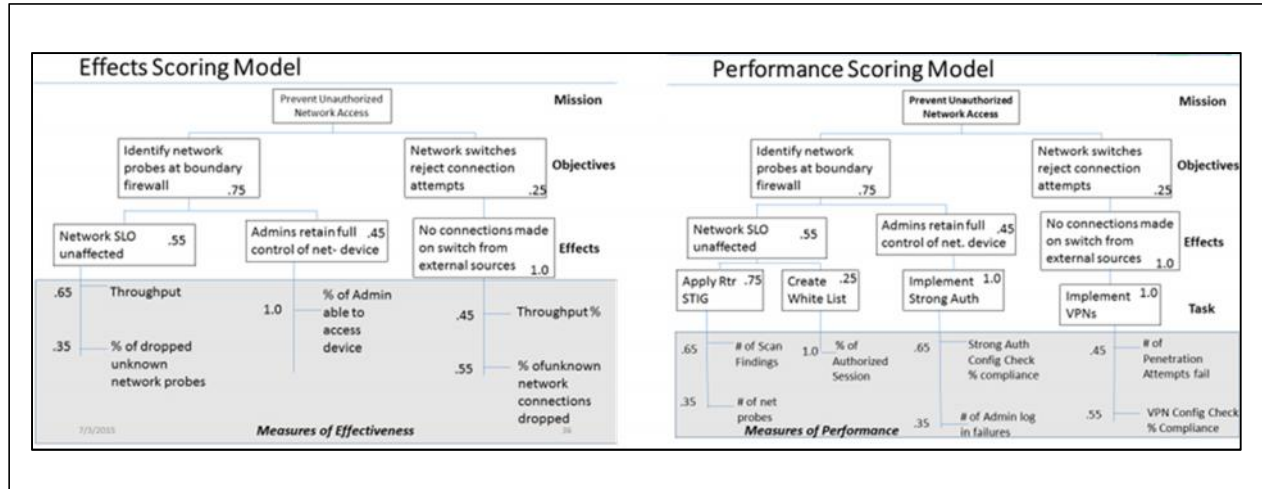 Effects Scoring Model
Prevent Unauthorized
Network Access
Mission
Identify network
probes at boundary
firewall
.75
Network switches
reject connection
attempts
.25
Objectives
Network SLO
unaffected
.55
Admins retain full
control of net- device
.45
No connections made
on switch from
external sources
1.0
Effects
.65
Throughput
.35
% of dropped
unknown
network probes
1.0
% of Admin
able to
access
device
.45
Throughput %
.55
% ofunknown
network
connections
dropped
7/3/2015
Measures of Effectiveness
Performance Scoring Model
Prevent Unauthorized
Network Access
Mission
Identify network
probes at boundary
firewall
.75
Network switches
reject connection
attempts
.25
Objectives
Network SLO
unaffected
.55
Admins retain full
control of net. device
.45
No connections made
on switch from
external sources
1.0
Effects
Apply Rtr
STIG
.75
Create
White List
.25
Implement
Strong Auth
1.0
Implement
VPNs
1.0
Task
.65
# of Scan
Findings
.35
# of net
probes
1.0
% of
Authorized
Session
.65
Strong Auth
Config Check
% compliance
.35
# of Admin log
in failures
.45
# of
Penetration
Attempts fail
.55
VPN Config Check
% Compliance
Measures of Performance